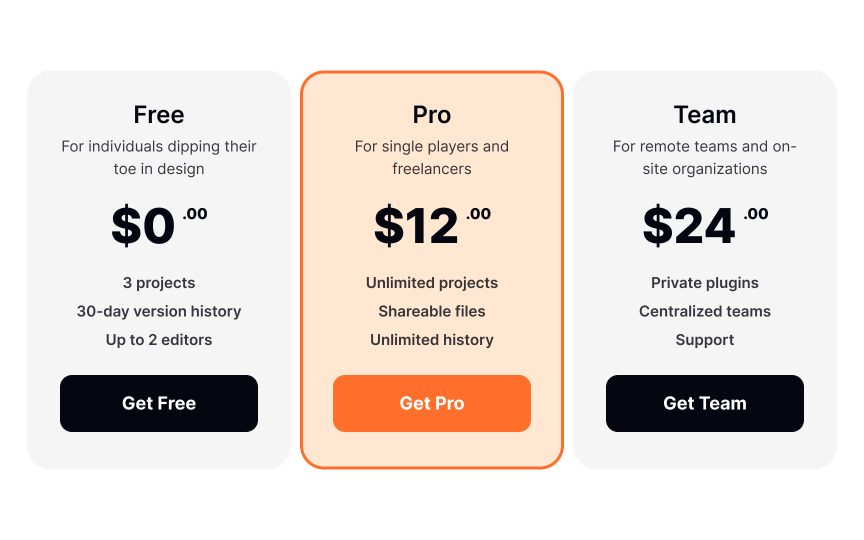 Free
For individuals dipping their
toe in design
$0 .00
3 projects
30-day version history
Up to 2 editors
Get Free
Pro
For single players and
freelancers
$12 .00
Unlimited projects
Shareable files
Unlimited history
Get Pro
Team
For remote teams and on-
site organizations
$24 .00
Private plugins
Centralized teams
Support
Get Team